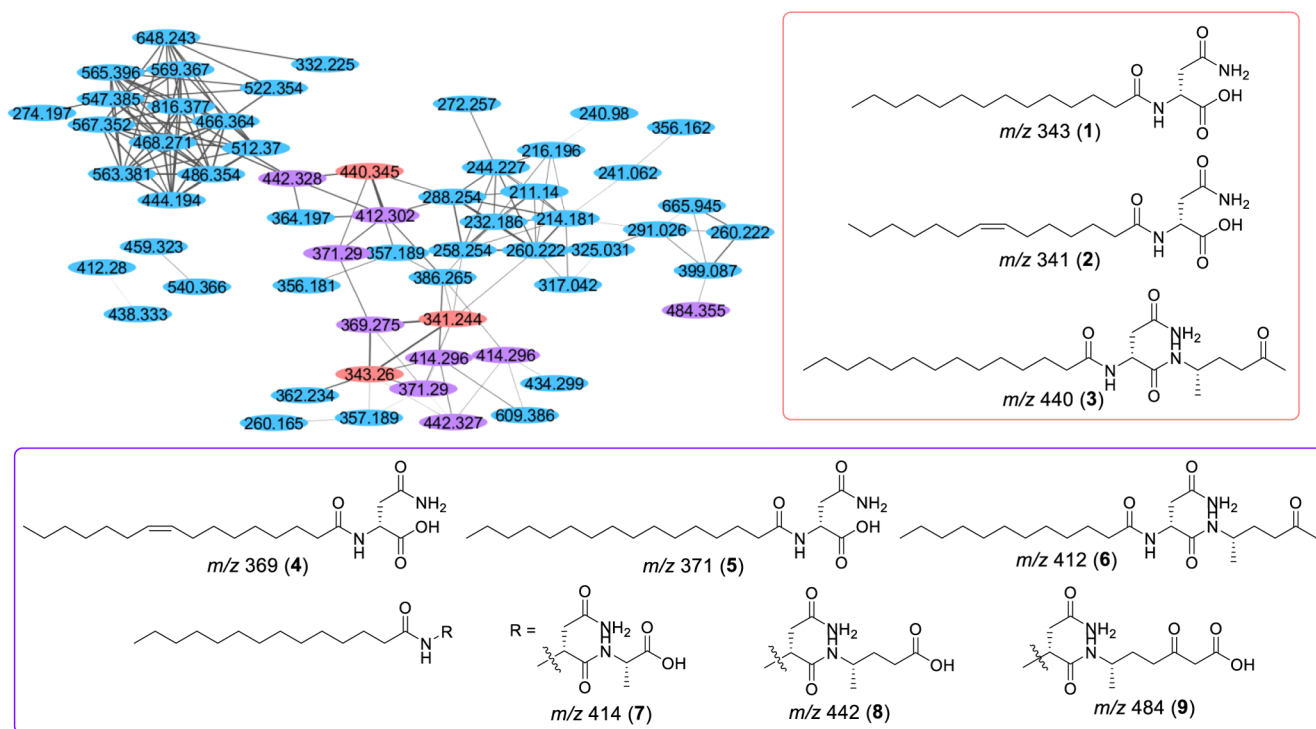 648.243
332.225
565.396
569.367
522.354
547.385
816.377
274.197
567.352
466.364
468.271
512.37
563.381
486.354
444.194
442.328
440.345
364.197
412.302
371.29
357.189
356.181
386.265
459.323
412.28
540.366
438.333
272.257
240.98
356.162
216.196
244.227
241.062
211.14
288.254
232.186
214.181
665.945
291.026
260.222
258.254
260.222
325.031
399.087
317.042
484.355
369.275
341.244
414.296
414.296
343.26
371.29
434.299
362.234
357.189
442.327
609.386
260.165
O
NH2
O
N
H
OH
O
m/z 343 (1)
O
NH2
O
N
H
OH
O
m/z 341 (2)
O
NH2
O
H
N
O
N
H
O
m/z 440 (3)
O
NH2
O
N
H
OH
O
m/z 369 (4)
O
NH2
O
N
H
OH
O
m/z 371 (5)
O
NH2
O
H
N
O
N
H
O
m/z 412 (6)
O
N
H
R
R =
O
NH2
H
N
O
OH
O
m/z 414 (7)
O
NH2
H
N
O
O
OH
m/z 442 (8)
O
NH2
H
N
O
O
O
OH
m/z 484 (9)